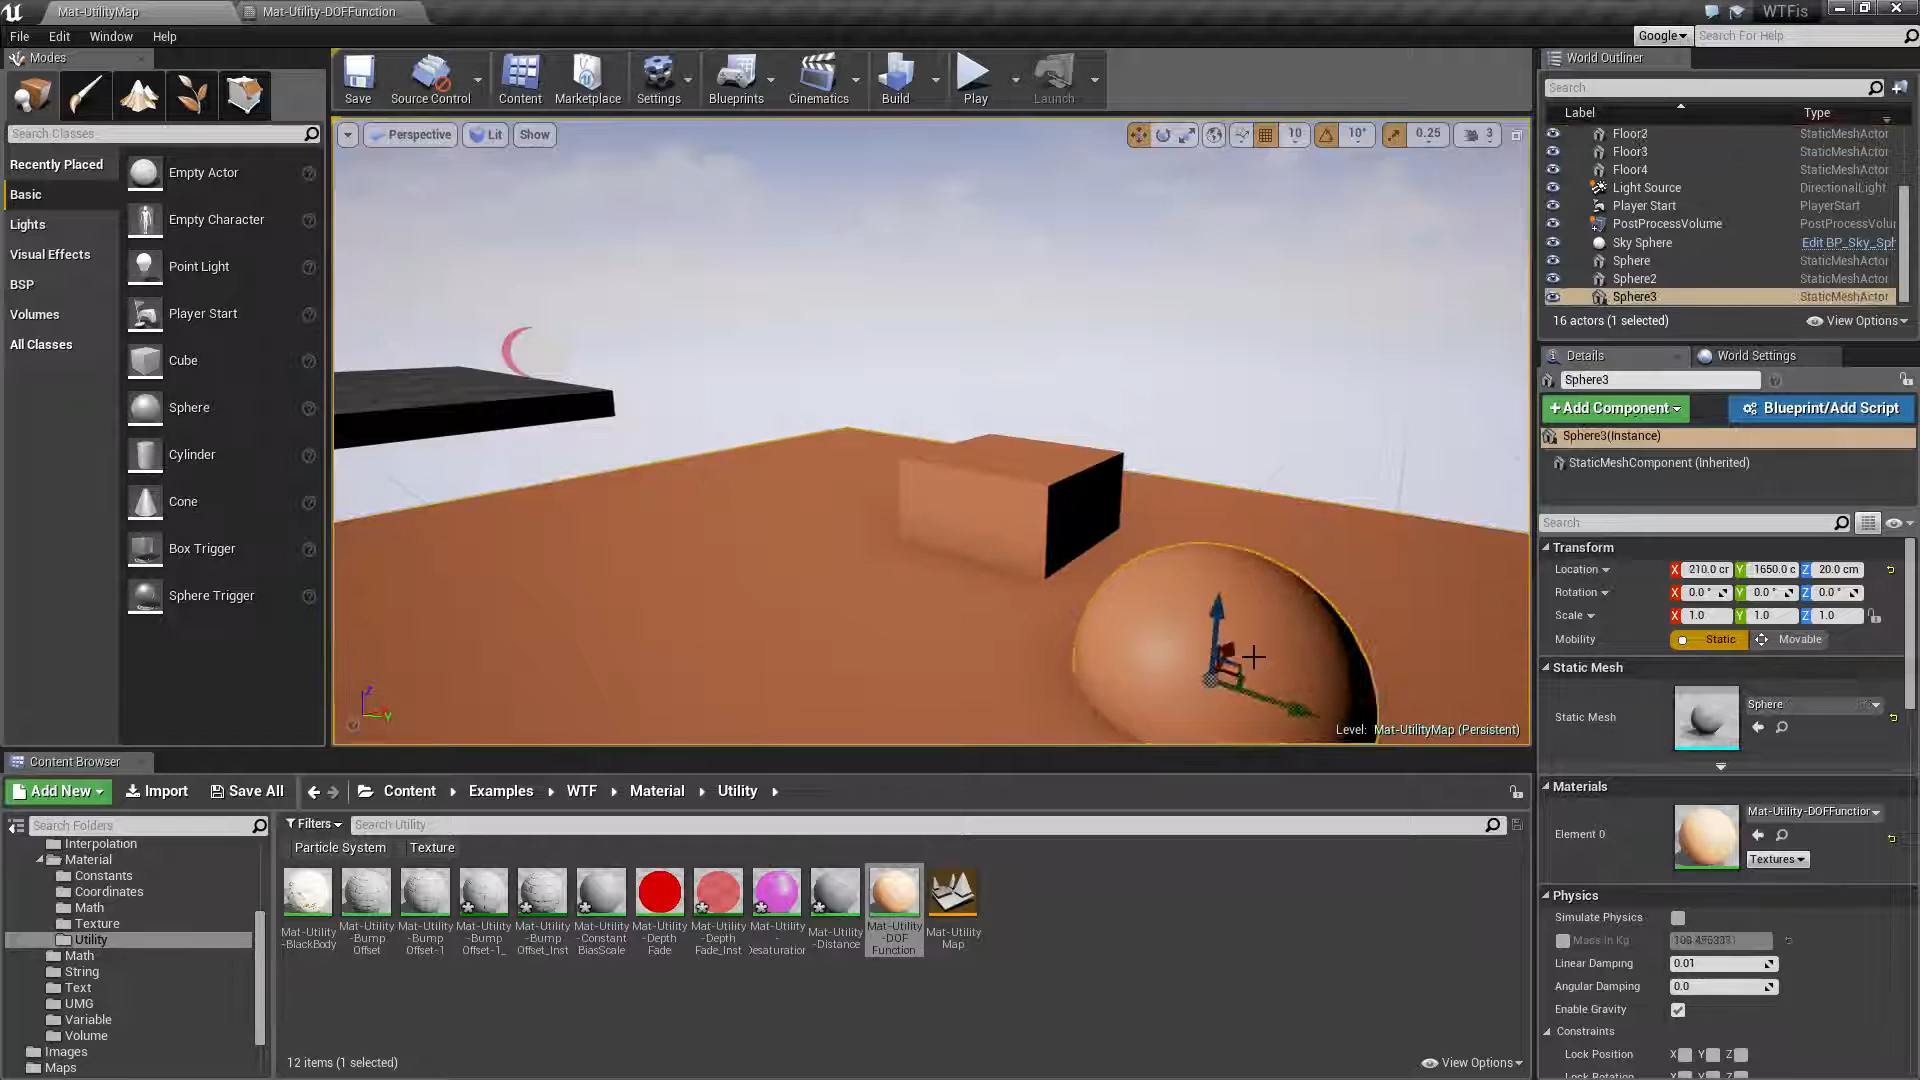 Mat-UtilityMap
Mat-Utility-DOFFunction
WTFis
File Edit Window Help
Google
Search For Help
Modes
Search Classes
Recently Placed
Basic
Lights
Visual Effects
BSP
Volumes
All Classes
Empty Actor
Empty Character
Point Light
Player Start
Cube
Sphere
Cylinder
Cone
Box Trigger
Sphere Trigger
Save
Source Control
Content
Marketplace
Settings
Blueprints
Cinematics
Build
Play
Launch
Perspective
Lit
Show
10
10°
0.25
3
Level: Mat-UtilityMap (Persistent)
World Outliner
Search
Label Type
Floor2 StaticMeshActor
Floor3 StaticMeshActor
Floor4 StaticMeshActor
Light Source DirectionalLight
Player Start PlayerStart
PostProcessVolume PostProcessVolu
Sky Sphere Edit BP_Sky_Sph
Sphere StaticMeshActor
Sphere2 StaticMeshActor
Sphere3 StaticMeshActor
16 actors (1 selected)
View Options
Details
World Settings
Sphere3
+Add Component
Blueprint/Add Script
Sphere3(Instance)
StaticMeshComponent (Inherited)
Search
Transform
Location X 210.0 cr Y 1650.0 c Z 20.0 cm
Rotation X 0.0 ° Y 0.0 ° Z 0.0 °
Scale X 1.0 Y 1.0 Z 1.0
Mobility Static Movable
Static Mesh
Static Mesh
Sphere
Materials
Element 0
Mat-Utility-DOFFunction
Textures
Physics
Simulate Physics
Mass in Kg
Linear Damping 0.01
Angular Damping 0.0
Enable Gravity
Constraints
Lock Position X Y Z
Lock Rotation X Y Z
Content Browser
Add New
Import
Save All
Content
Examples
WTF
Material
Utility
Search Folders
Interpolation
Material
Constants
Coordinates
Math
Texture
Utility
Math
String
Text
UMG
Variable
Volume
Images
Maps
Filters
Search Utility
Particle System
Texture
Mat-Utility
-BlackBody
Mat-Utility
-Bump
Offset
Mat-Utility
-Bump
Offset-1
Mat-Utility
-Bump
Offset-1_
Mat-Utility
-Bump
Offset_Inst
Mat-Utility
-Constant
BiasScale
Mat-Utility
-Depth
Fade
Mat-Utility
-Depth
Fade_Inst
Mat-Utility
-
Desaturation
Mat-Utility
-Distance
Mat-Utility
-DOF
Function
Mat-Utility
Map
12 items (1 selected)
View Options